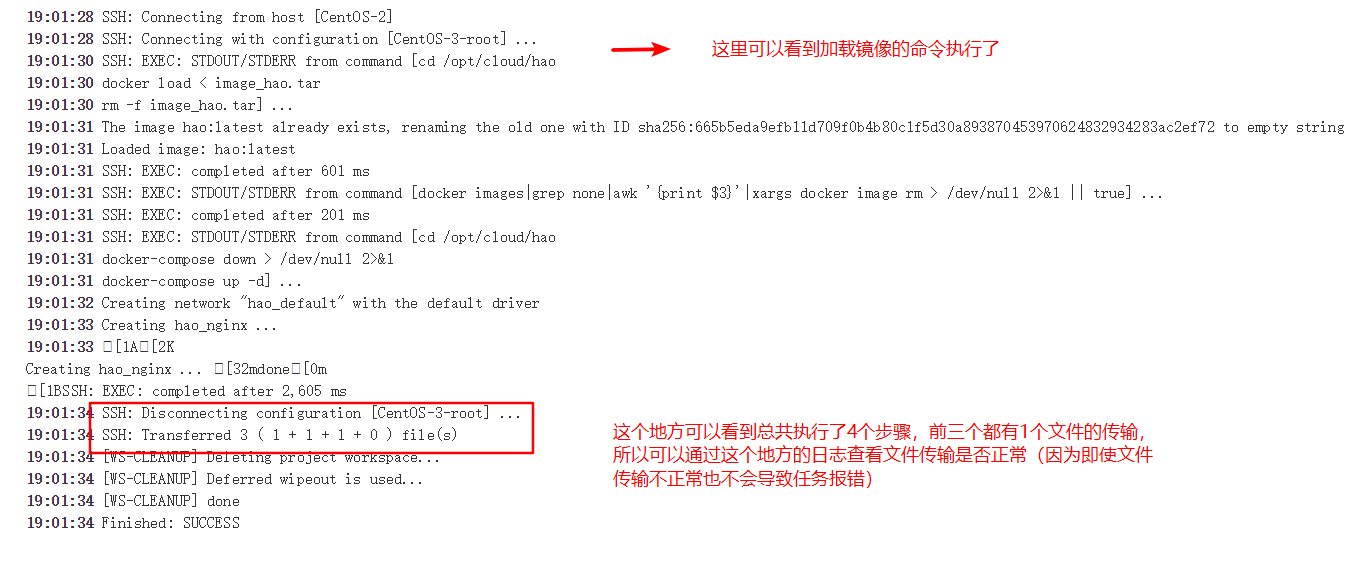 19:01:28 SSH: Connecting from host [CentOS-2]
19:01:28 SSH: Connecting with configuration [CentOS-3-root] ...
这里可以看到加载镜像的命令执行了
19:01:30 SSH: EXEC: STDOUT/STDERR from command [cd /opt/cloud/hao
19:01:30 docker load < image_hao.tar
19:01:30 rm -f image_hao.tar] ...
19:01:31 The image hao:latest already exists, renaming the old one with ID sha256:665b5eda9efb11d709f0b4b80c1f5d30a893870453970624832934283ac2ef72 to empty string
19:01:31 Loaded image: hao:latest
19:01:31 SSH: EXEC: completed after 601 ms
19:01:31 SSH: EXEC: STDOUT/STDERR from command [docker images|grep none|awk '{print $3}'|xargs docker image rm > /dev/null 2>&1 || true] ...
19:01:31 SSH: EXEC: completed after 201 ms
19:01:31 SSH: EXEC: STDOUT/STDERR from command [cd /opt/cloud/hao
19:01:31 docker-compose down > /dev/null 2>&1
19:01:31 docker-compose up -d] ...
19:01:32 Creating network "hao_default" with the default driver
19:01:33 Creating hao_nginx ...
19:01:33 [1A[2K
Creating hao_nginx ... [32mdone[0m
[1BSSH: EXEC: completed after 2,605 ms
19:01:34 SSH: Disconnecting configuration [CentOS-3-root] ...
19:01:34 SSH: Transferred 3 ( 1 + 1 + 1 + 0 ) file(s)
这个地方可以看到总共执行了4个步骤，前三个都有1个文件的传输，
所以可以通过这个地方的日志查看文件传输是否正常（因为即使文件
传输不正常也不会导致任务报错）
19:01:34 [WS-CLEANUP] Deleting project workspace...
19:01:34 [WS-CLEANUP] Deferred wipeout is used...
19:01:34 [WS-CLEANUP] done
19:01:34 Finished: SUCCESS